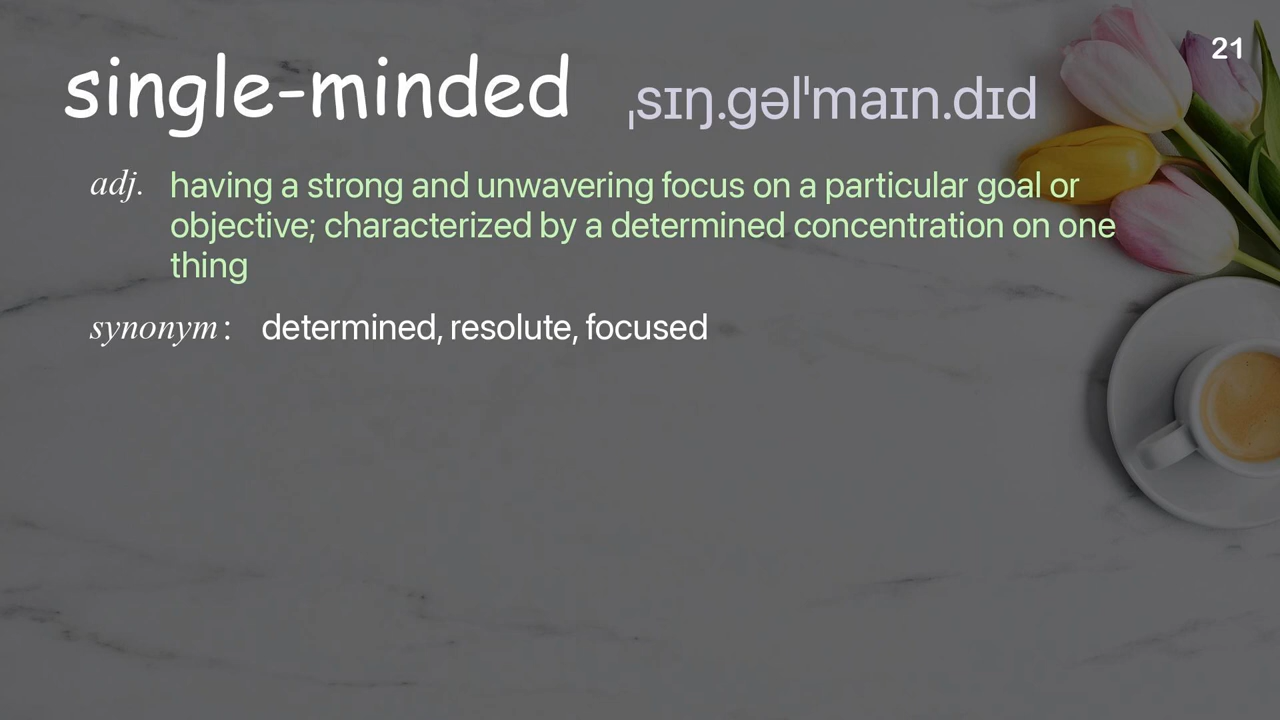 21
single-minded ˌsɪŋ.ɡəlˈmaɪn.dɪd
adj. having a strong and unwavering focus on a particular goal or
objective; characterized by a determined concentration on one
thing
synonym: determined, resolute, focused